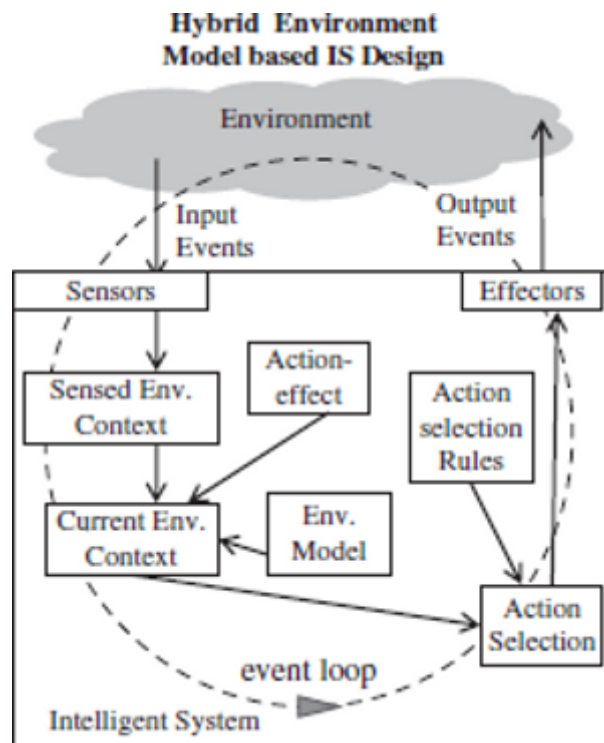 Hybrid Environment
Model based IS Design
Environment
Input
Events
Output
Events
Sensors
Effectors
Sensed Env.
Context
Action-
effect
Action
selection
Rules
Current Env.
Context
Env.
Model
Action
Selection
event loop
Intelligent System